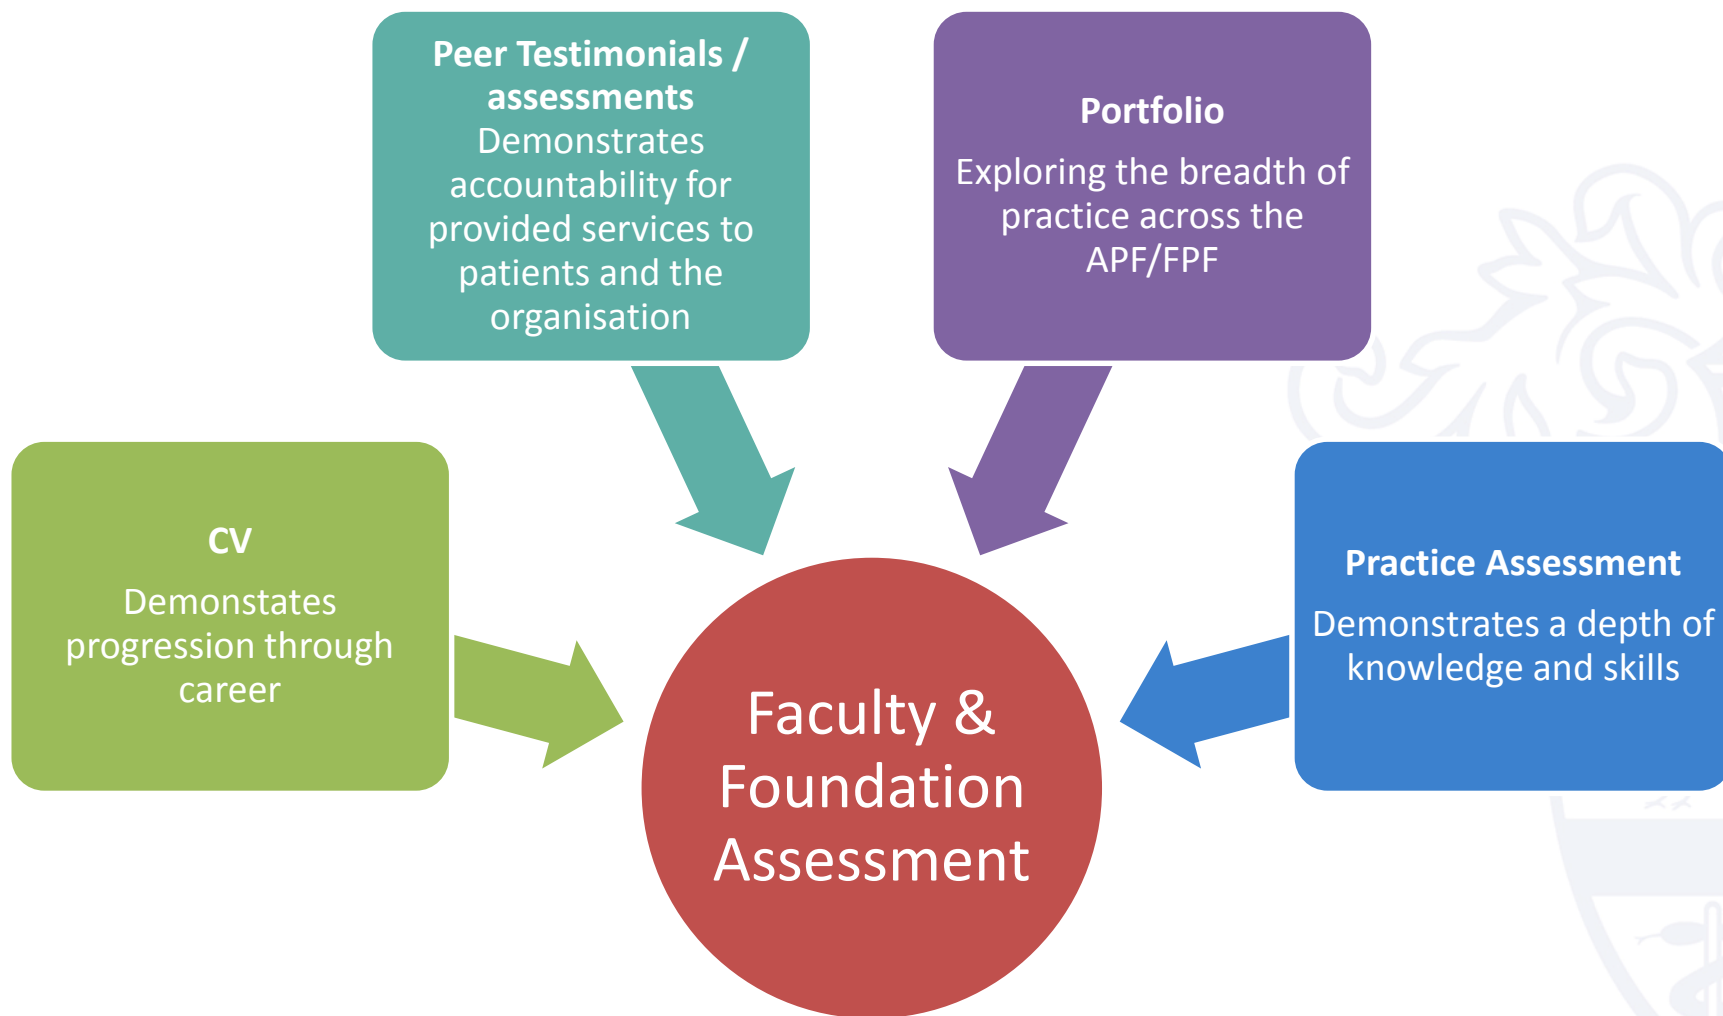 Peer Testimonials /
assessments
Demonstrates
accountability for
provided services to
patients and the
organisation
Portfolio
Exploring the breadth of
practice across the
APF/FPF
CV
Demonstates
progression through
career
Practice Assessment
Demonstrates a depth of
knowledge and skills
Faculty &
Foundation
Assessment